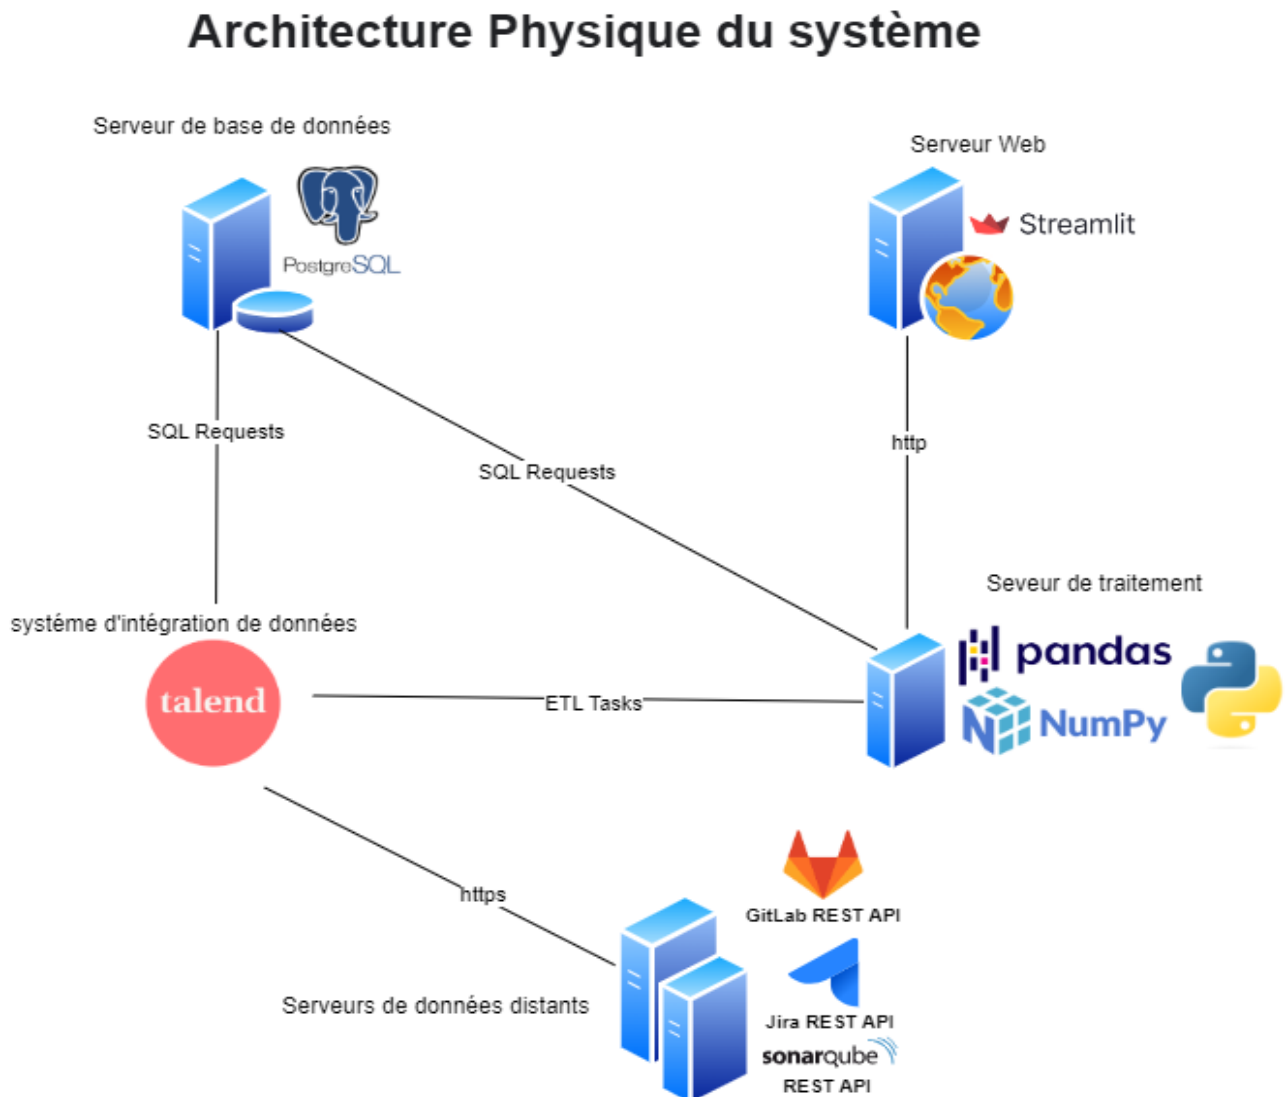 Architecture Physique du système
Serveur de base de données
PostgreSQL
Serveur Web
Streamlit
SQL Requests
SQL Requests
http
Seveur de traitement
pandas
NumPy
systéme d'intégration de données
talend
ETL Tasks
https
GitLab REST API
Serveurs de données distants
Jira REST API
sonarqube
REST API